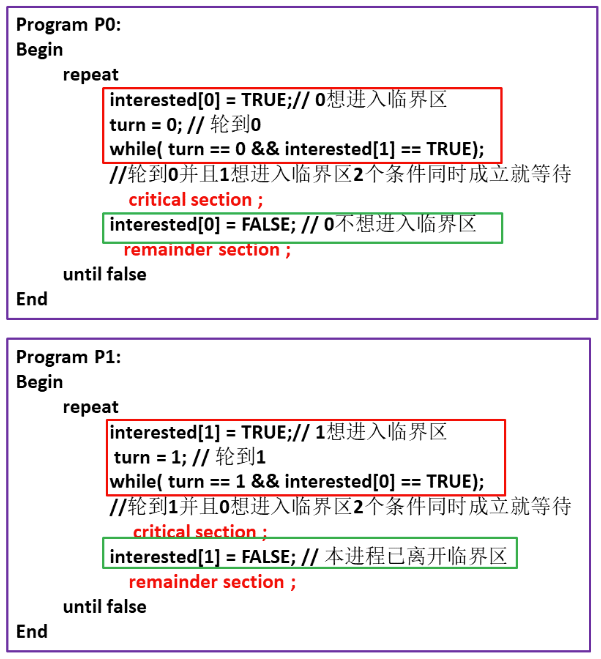 Program P0:
Begin
repeat
interested[0] = TRUE;// 0想进入临界区
turn = 0; // 轮到0
while( turn == 0 && interested[1] == TRUE);
//轮到0并且1想进入临界区2个条件同时成立就等待
critical section ;
interested[0] = FALSE; // 0不想进入临界区
remainder section ;
until false
End
Program P1:
Begin
repeat
interested[1] = TRUE;// 1想进入临界区
turn = 1; // 轮到1
while( turn == 1 && interested[0] == TRUE);
//轮到1并且0想进入临界区2个条件同时成立就等待
critical section ;
interested[1] = FALSE; // 本进程已离开临界区
remainder section ;
until false
End